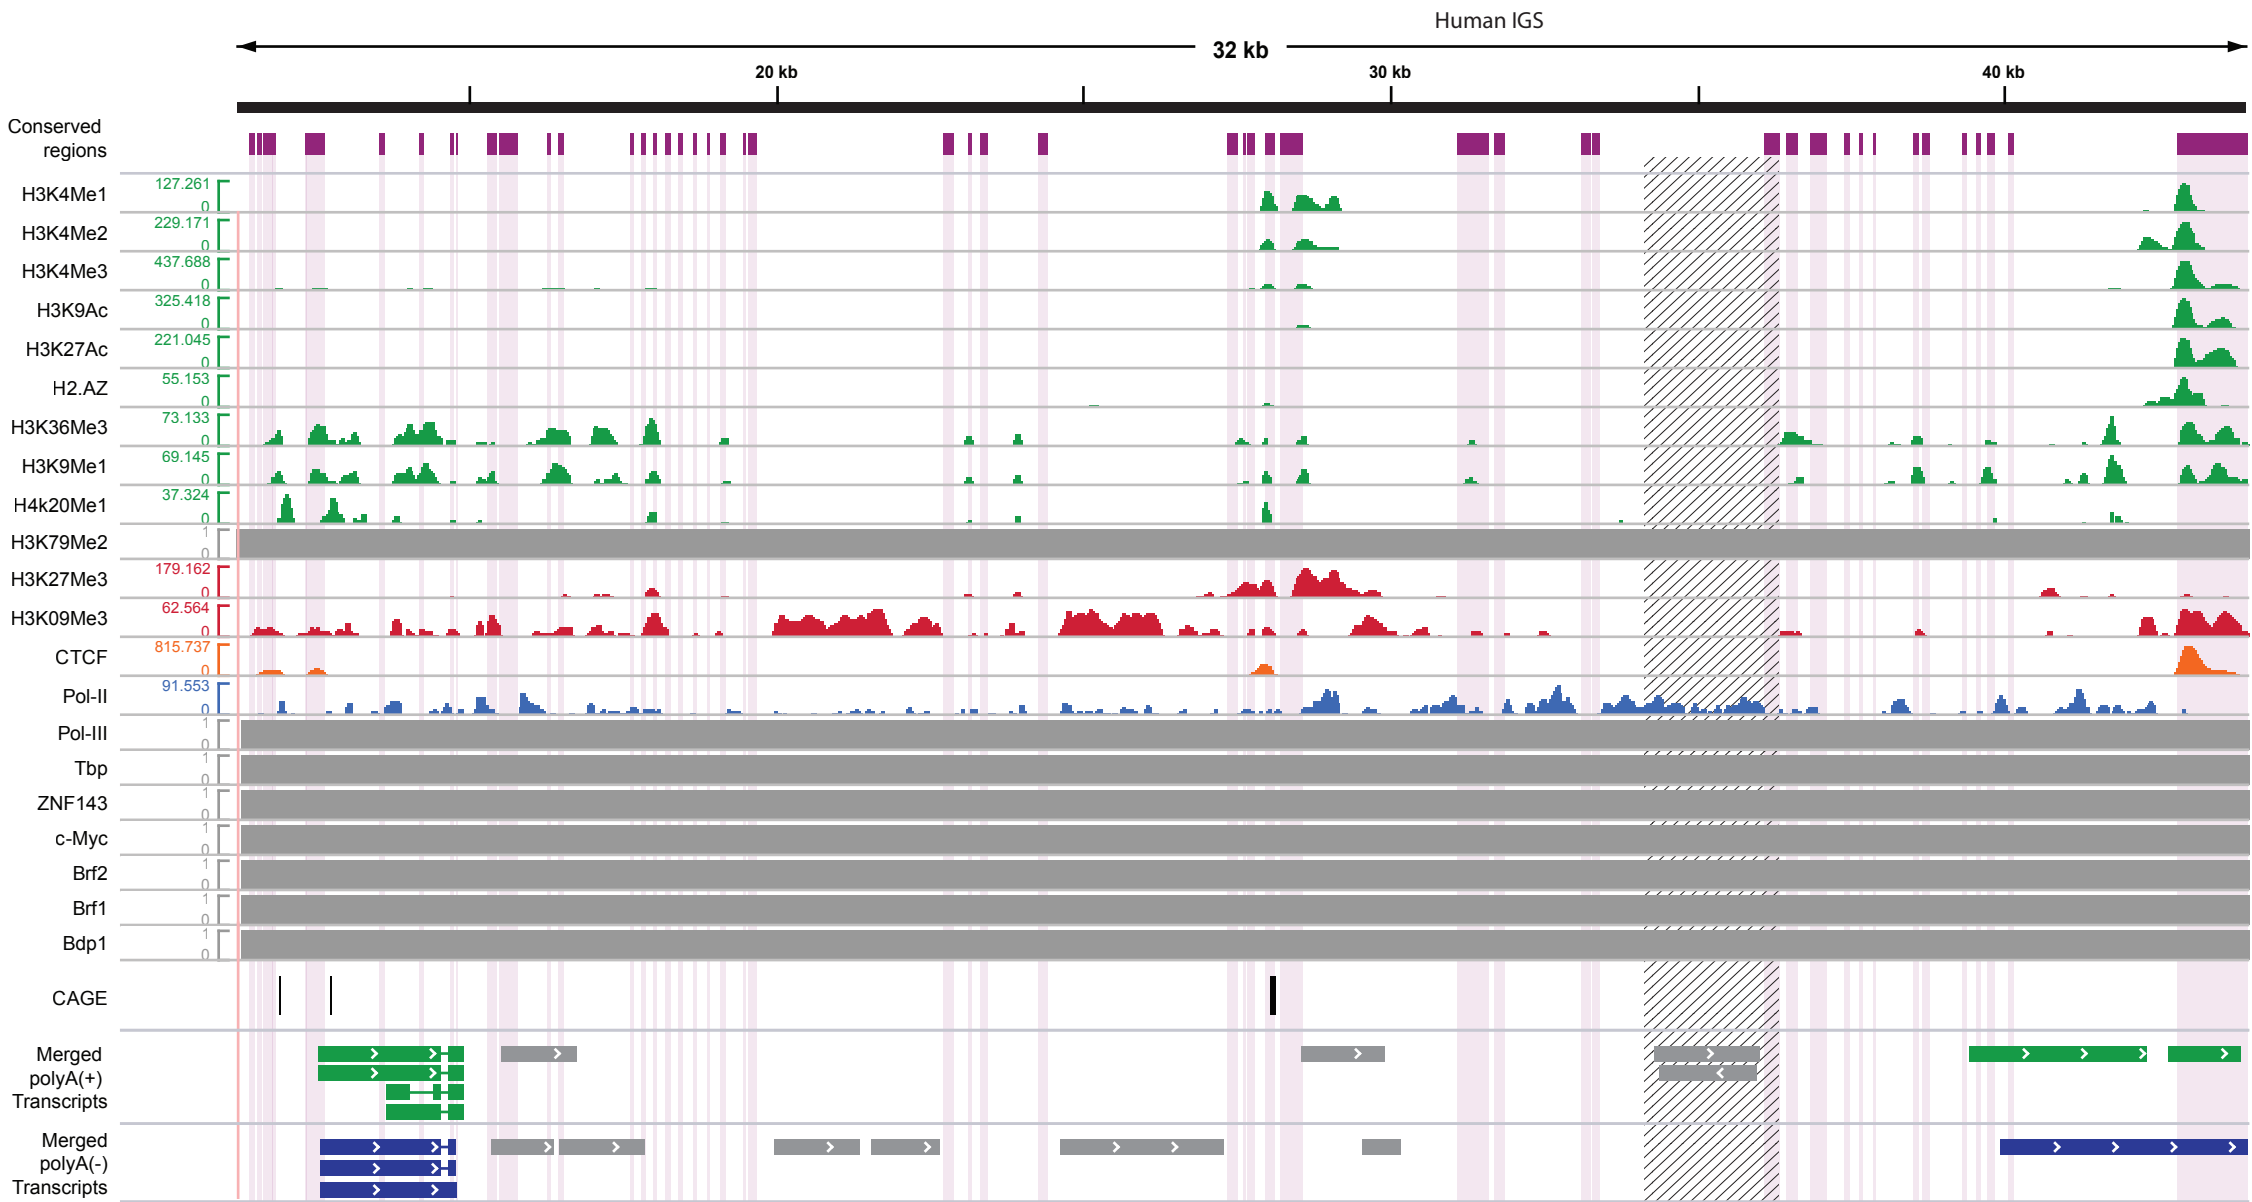 Human IGS
32 kb
20 kb
30 kb
40 kb
Conserved
regions
H3K4Me1
127.261
0
H3K4Me2
229.171
0
H3K4Me3
437.688
0
H3K9Ac
325.418
0
H3K27Ac
221.045
0
H2.AZ
55.153
0
H3K36Me3
73.133
0
H3K9Me1
69.145
0
H4k20Me1
37.324
0
H3K79Me2
1
0
H3K27Me3
179.162
0
H3K09Me3
62.564
0
CTCF
815.737
0
Pol-II
91.553
0
Pol-III
1
0
Tbp
1
0
ZNF143
1
0
c-Myc
1
0
Brf2
1
0
Brf1
1
0
Bdp1
1
0
CAGE
Merged
polyA(+)
Transcripts
Merged
polyA(-)
Transcripts